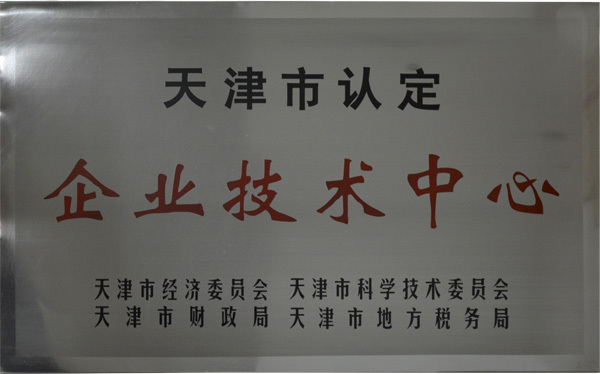 天津市认定
企业技术中心
天津市经济委员会 天津市科学技术委员会
天津市财政局 天津市地方税务局